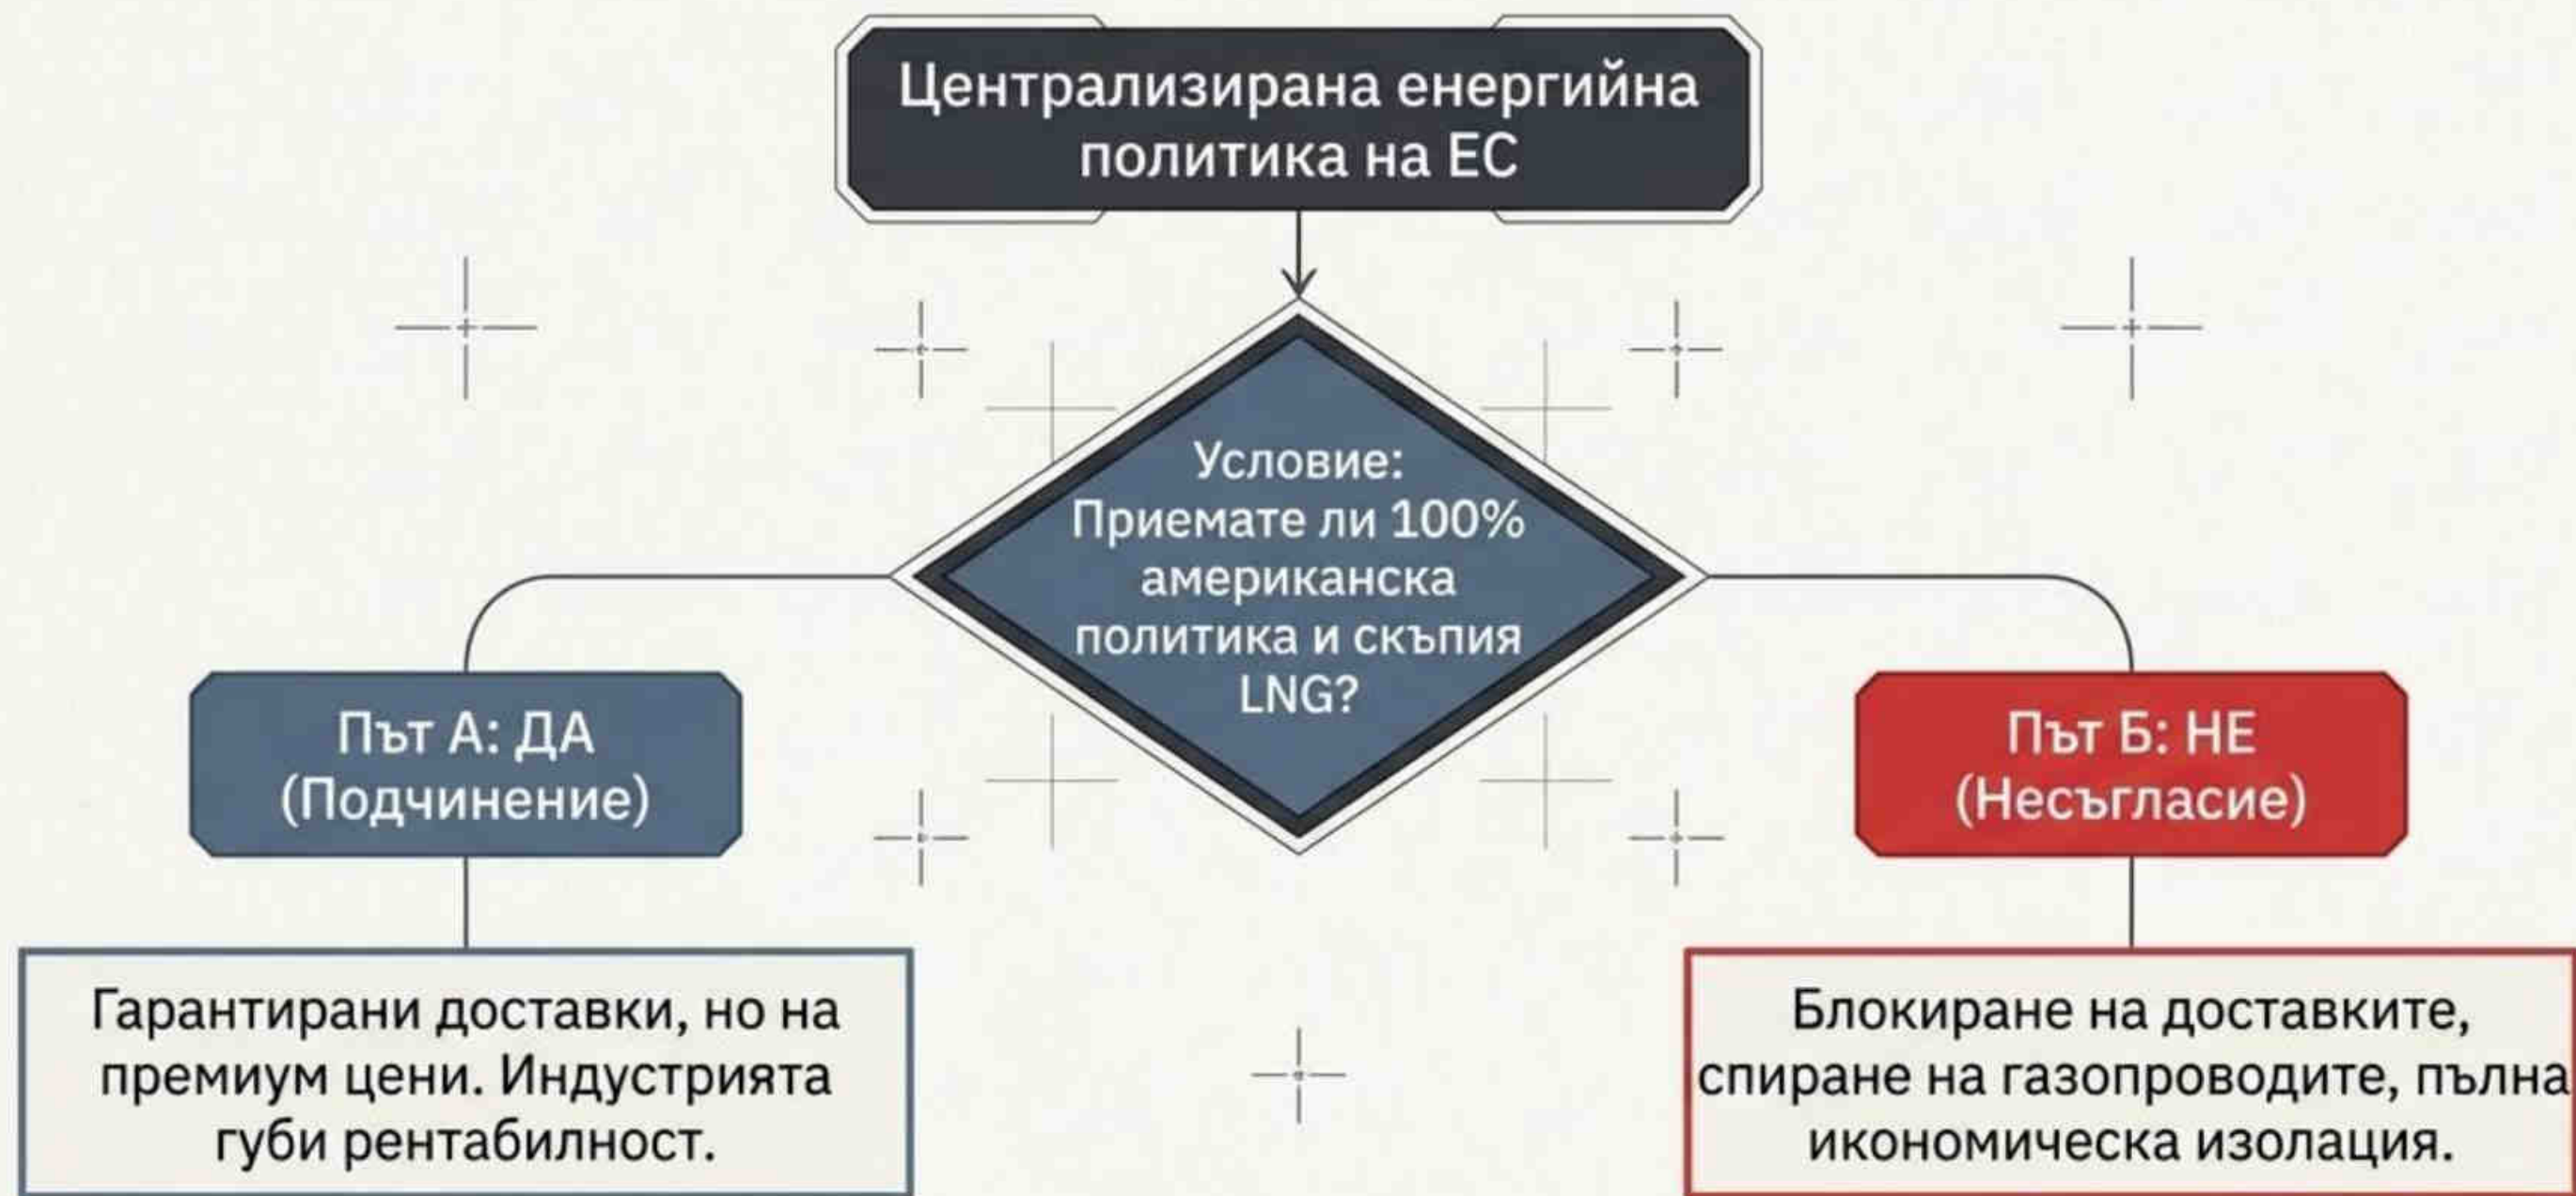 Централизирана енергийна
политика на ЕС
Условие:
Приемате ли 100%
американска
политика и скъпия
LNG?
Път А: ДА
(Подчинение)
Гарантирани доставки, но на
премиум цени. Индустрията
губи рентабилност.
Път Б: НЕ
(Несъгласие)
Блокиране на доставките,
спиране на газопроводите, пълна
икономическа изолация.